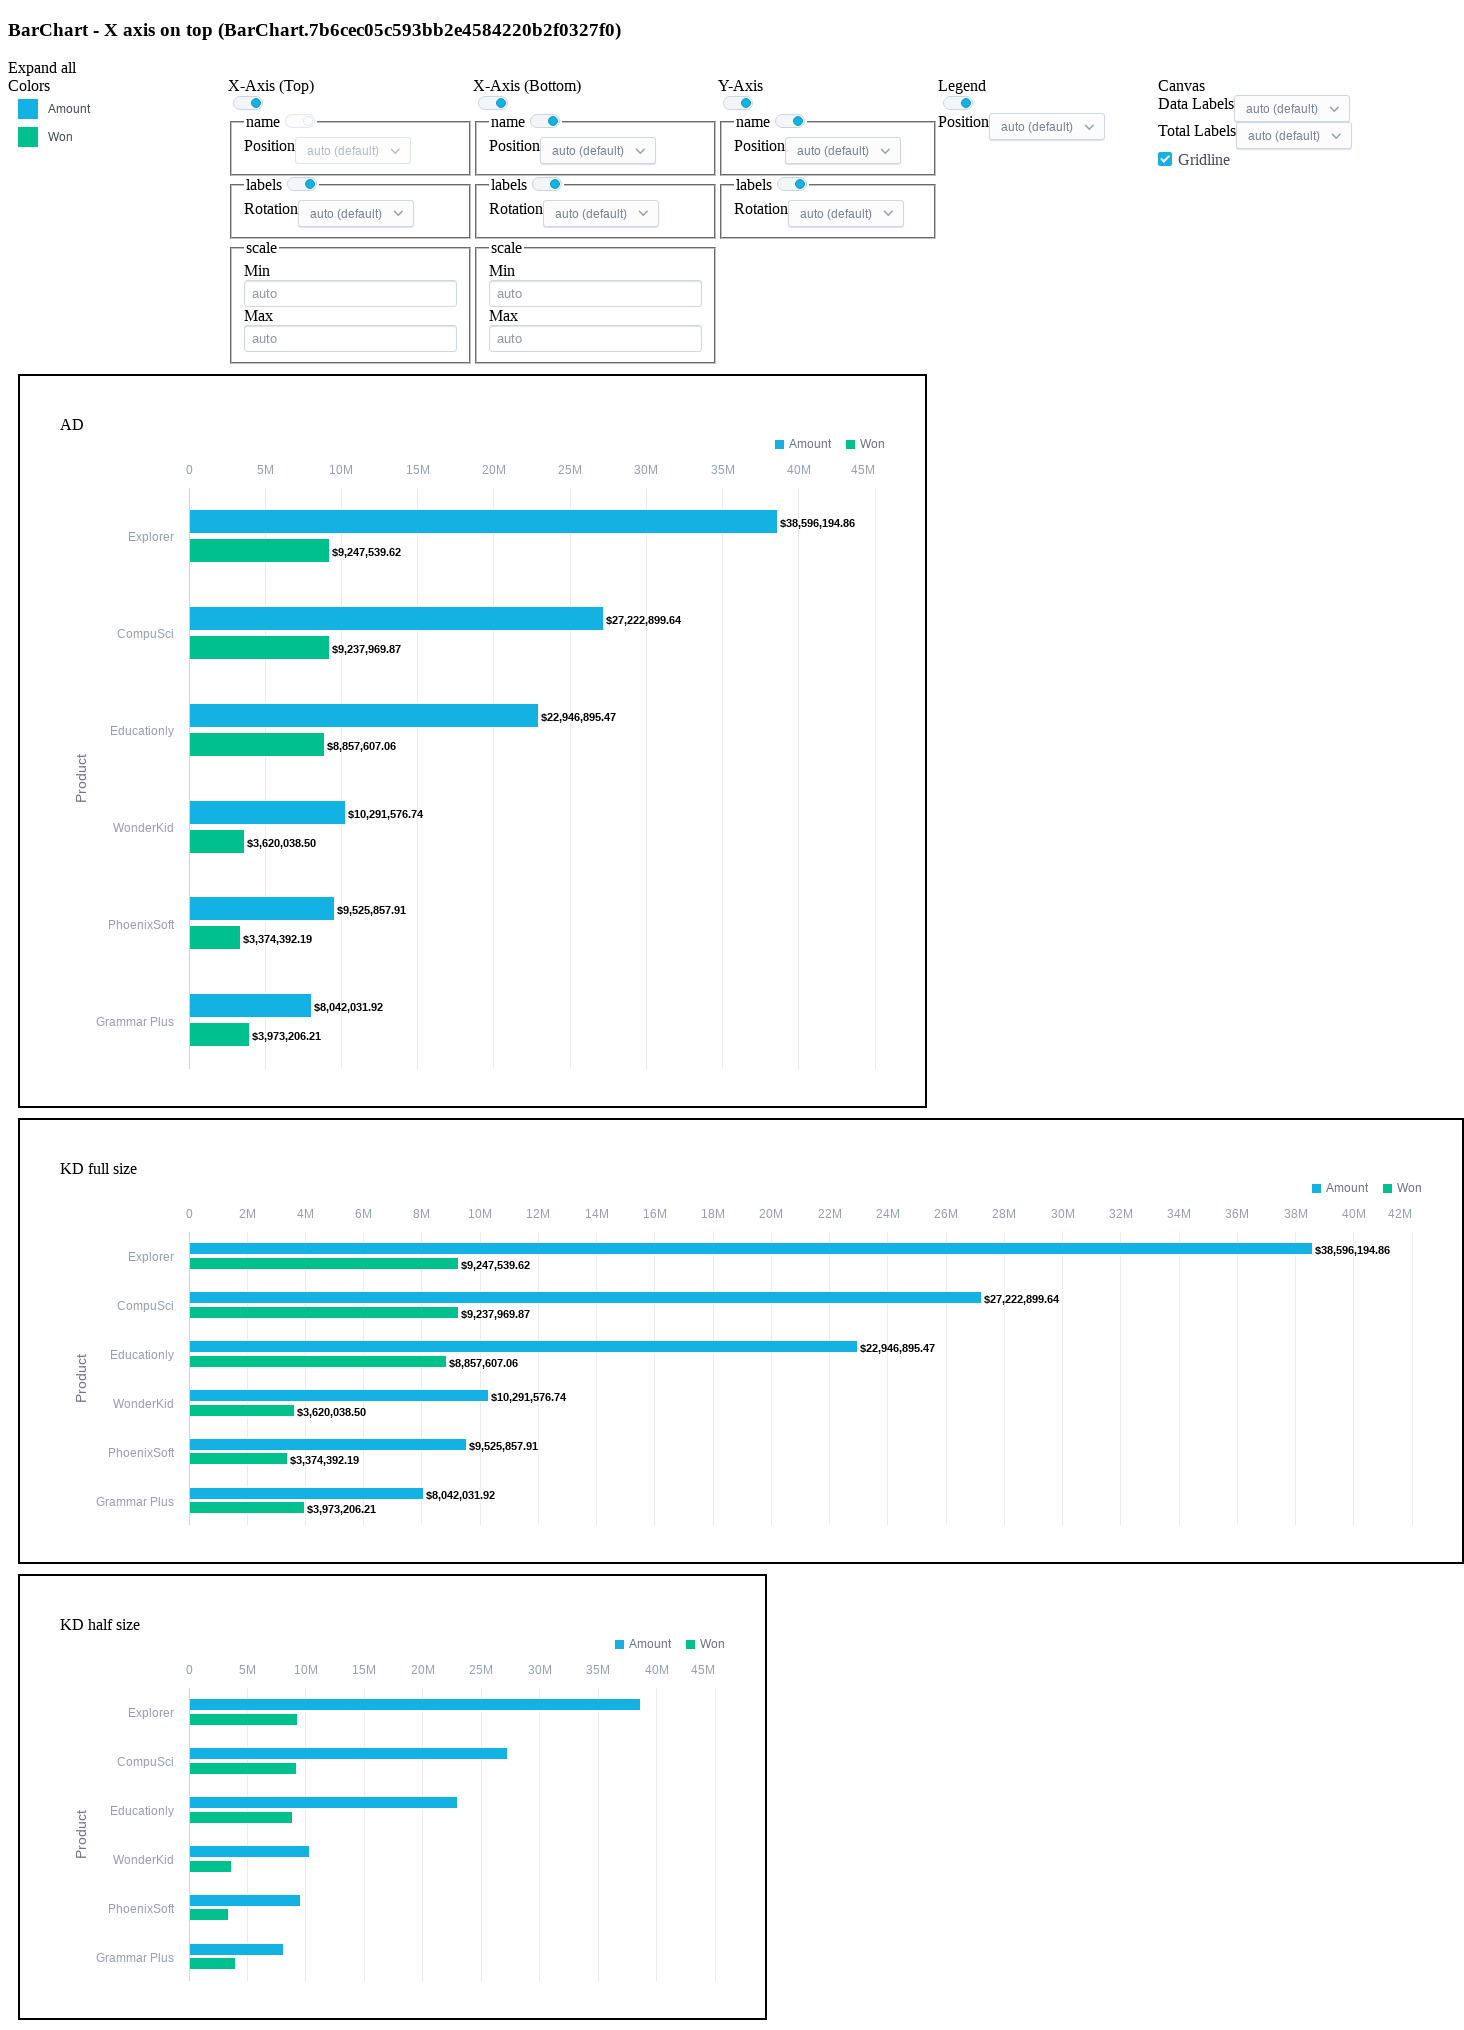 BarChart - X axis on top (BarChart.7b6cec05c593bb2e4584220b2f0327f0)
Expand all
Colors
Amount
Won
X-Axis (Top)
name
Position auto (default)
labels
Rotation auto (default)
scale
Min
auto
Max
auto
X-Axis (Bottom)
name
Position auto (default)
labels
Rotation auto (default)
scale
Min
auto
Max
auto
Y-Axis
name
Position auto (default)
labels
Rotation auto (default)
Legend
Position auto (default)
Canvas
Data Labels auto (default)
Total Labels auto (default)
Gridline
AD
Amount Won
0 5M 10M 15M 20M 25M 30M 35M 40M 45M
Product
Explorer
$38,596,194.86
$9,247,539.62
CompuSci
$27,222,899.64
$9,237,969.87
Educationly
$22,946,895.47
$8,857,607.06
WonderKid
$10,291,576.74
$3,620,038.50
PhoenixSoft
$9,525,857.91
$3,374,392.19
Grammar Plus
$8,042,031.92
$3,973,206.21
KD full size
Amount Won
0 2M 4M 6M 8M 10M 12M 14M 16M 18M 20M 22M 24M 26M 28M 30M 32M 34M 36M 38M 40M 42M
Product
Explorer
$38,596,194.86
$9,247,539.62
CompuSci
$27,222,899.64
$9,237,969.87
Educationly
$22,946,895.47
$8,857,607.06
WonderKid
$10,291,576.74
$3,620,038.50
PhoenixSoft
$9,525,857.91
$3,374,392.19
Grammar Plus
$8,042,031.92
$3,973,206.21
KD half size
Amount Won
0 5M 10M 15M 20M 25M 30M 35M 40M 45M
Product
Explorer
CompuSci
Educationly
WonderKid
PhoenixSoft
Grammar Plus